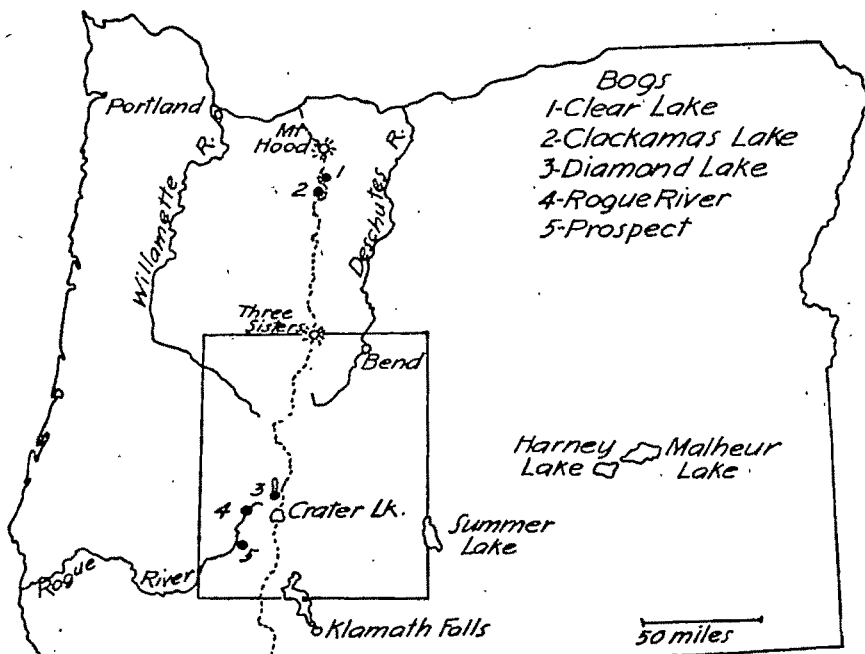 Bogs
1-Clear Lake
2-Clackamas Lake
3-Diamond Lake
4-Rogue River
5-Prospect
Portland
Mt
Hood
1
2
Willamette R.
Deschutes R.
Three
Sisters
Bend
Harney
Lake
Malheur
Lake
3
4
Crater Lk.
5
Summer
Lake
Rogue River
Klamath Falls
50 miles